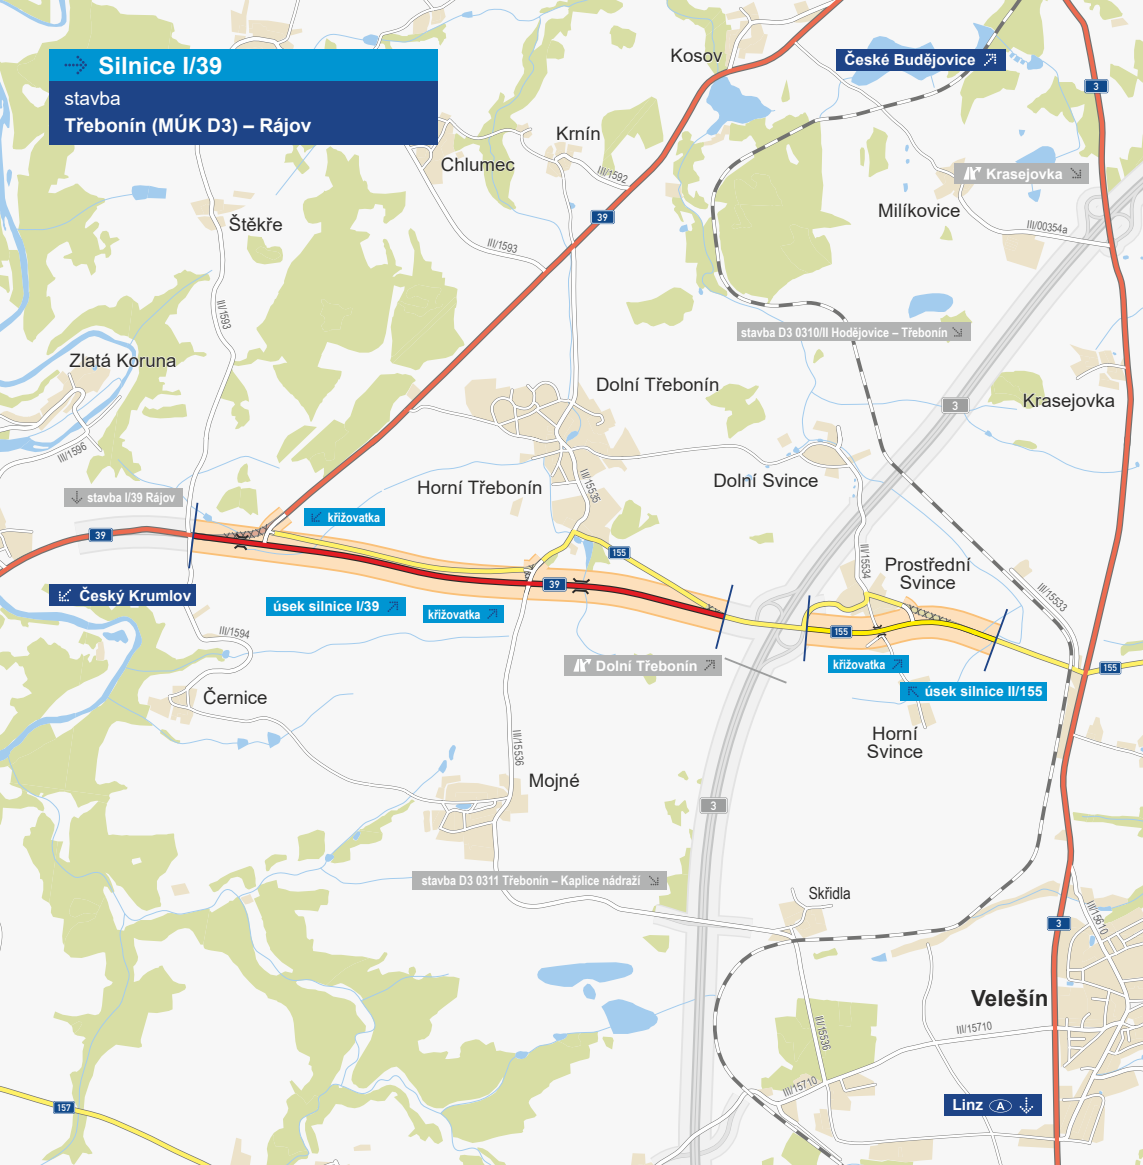 Silnice I/39
stavba
Třebonín (MÚK D3) – Rájov
Kosov
České Budějovice
3
Krnín
Chlumec
III/1592
Krasejovka
Milíkovice
39
Štěkře
III/1593
III/00354a
III/1593
stavba D3 0310/II Hodějovice – Třebonín
Zlatá Koruna
Dolní Třebonín
Krasejovka
3
III/1596
Dolní Svince
Horní Třebonín
III/15536
stavba I/39 Rájov
křižovatka
39
155
III/15534
Prostřední
Svince
39
Český Krumlov
úsek silnice I/39
křižovatka
III/15533
155
III/1594
Dolní Třebonín
křižovatka
155
úsek silnice II/155
Černice
III/15536
Horní
Svince
Mojné
3
stavba D3 0311 Třebonín – Kaplice nádraží
Skřidla
3
III/15610
Velešín
III/15536
III/15710
III/15710
157
Linz A